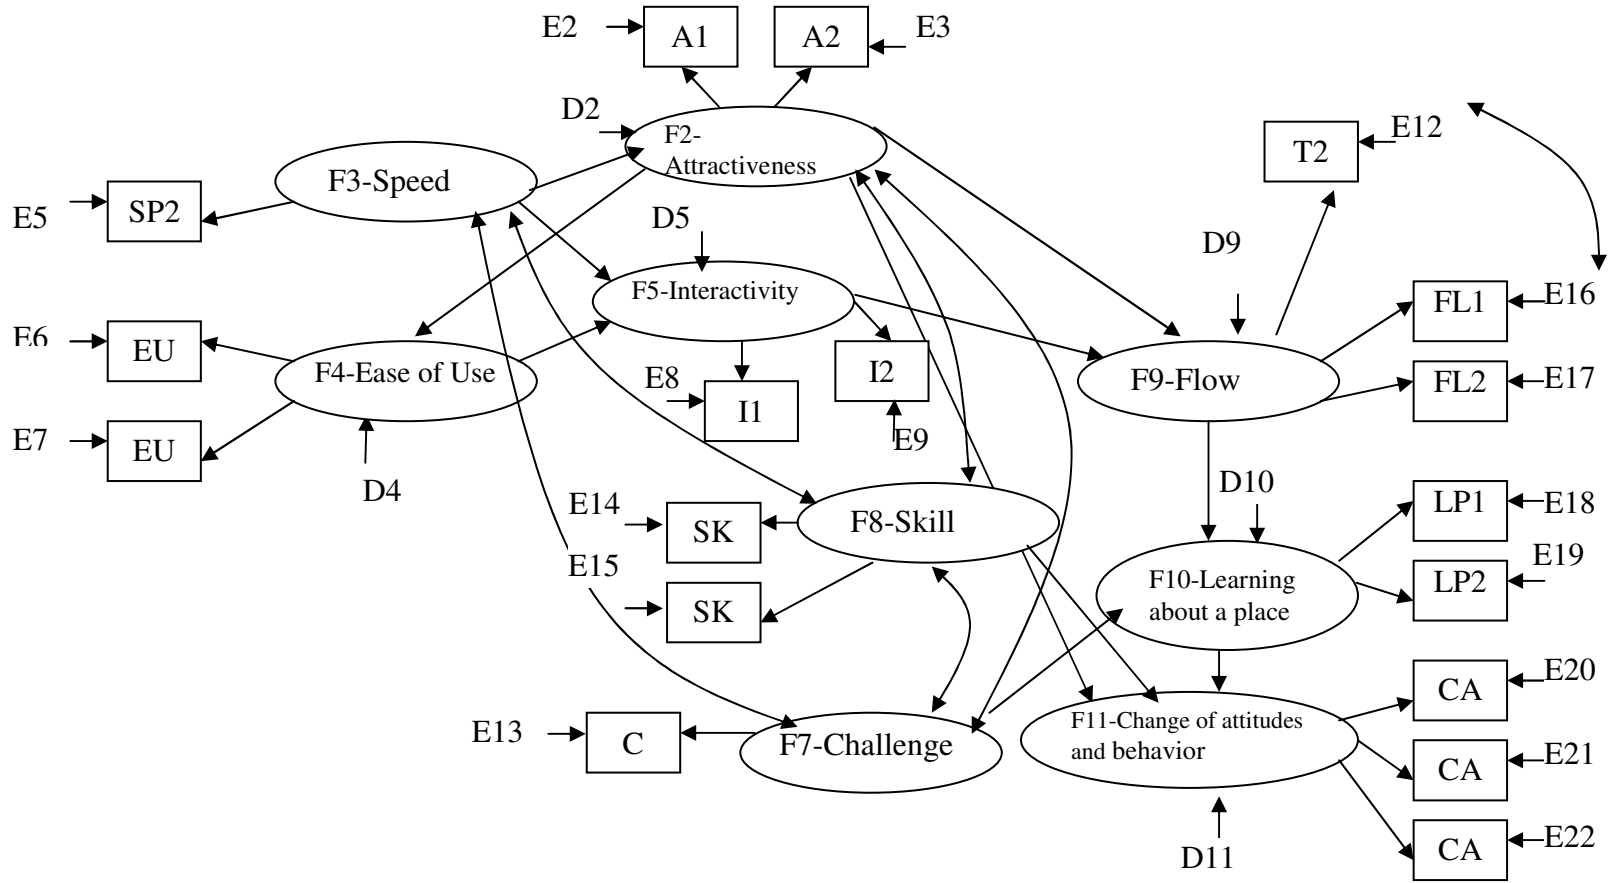 E2
A1
A2
E3
D2
F2-
Attractiveness
E12
T2
F3-Speed
E5
SP2
D5
D9
F5-Interactivity
FL1
E16
E6
EU
F4-Ease of Use
I2
F9-Flow
FL2
E17
E8
I1
E9
E7
EU
D4
D10
E14
SK
F8-Skill
LP1
E18
E15
SK
F10-Learning
about a place
LP2
E19
E13
C
F7-Challenge
F11-Change of attitudes
and behavior
CA
E20
CA
E21
CA
E22
D11